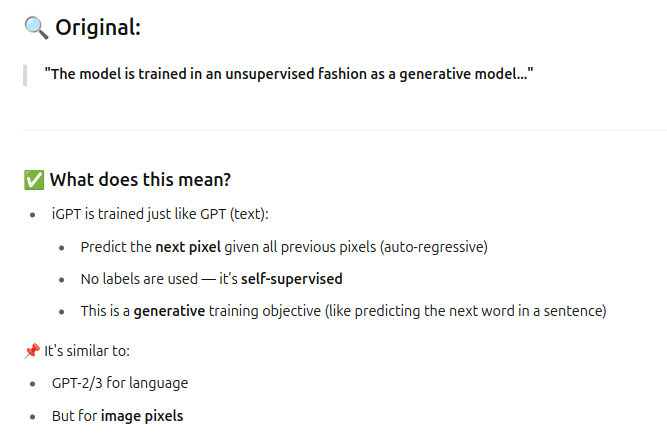 🔍 Original:
"The model is trained in an unsupervised fashion as a generative model..."
✅ What does this mean?
• iGPT is trained just like GPT (text):
• Predict the next pixel given all previous pixels (auto-regressive)
• No labels are used — it’s self-supervised
• This is a generative training objective (like predicting the next word in a sentence)
📌 It's similar to:
• GPT-2/3 for language
• But for image pixels